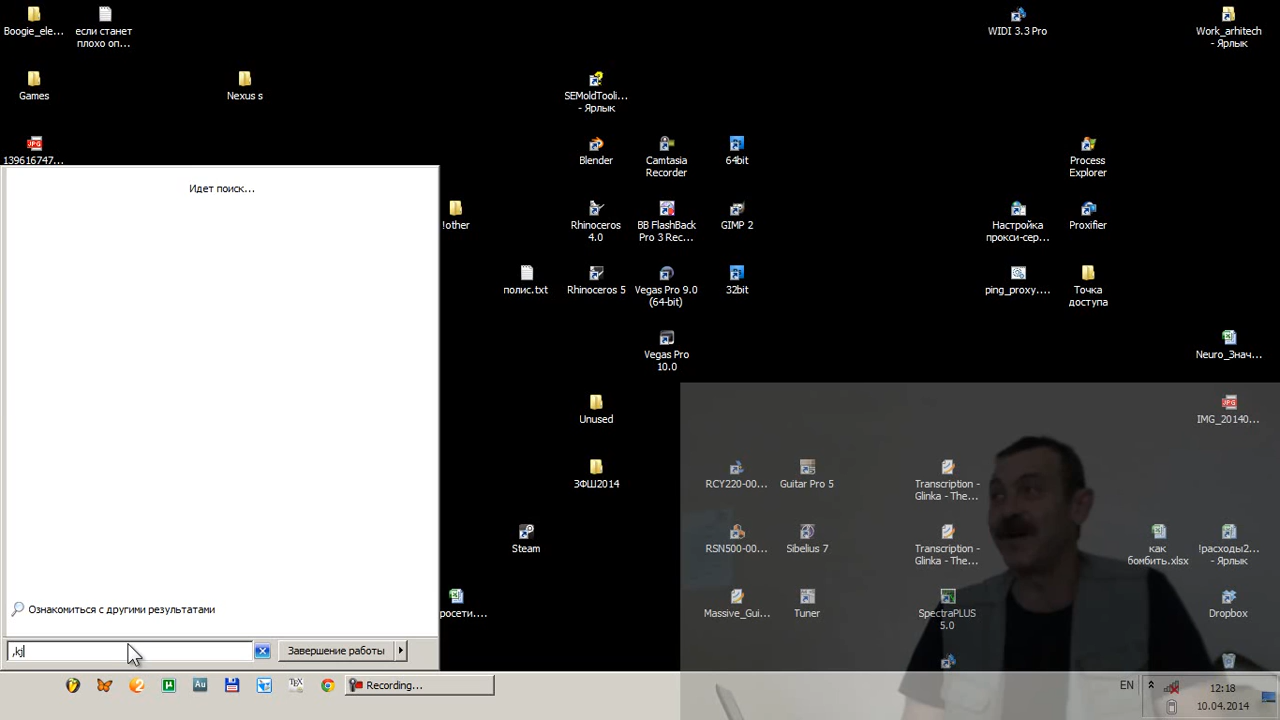 Boogie_ele...
если станет
плохо оп...
WIDI 3.3 Pro
Work_arhitech
- Ярлык
Games
Nexus s
SEMoldTooli...
- Ярлык
139616747...
Blender
Camtasia
Recorder
64bit
Process
Explorer
Идет поиск...
!other
Rhinoceros
4.0
BB FlashBack
Pro 3 Rec...
GIMP 2
Настройка
прокси-сер...
Proxifier
полис.txt
Rhinoceros 5
Vegas Pro 9.0
(64-bit)
32bit
ping_proxy....
Точка
доступа
Vegas Pro
10.0
Neuro_Знач...
Unused
IMG_20140...
ЗФШ2014
RCY220-00...
Guitar Pro 5
Transcription
- Glinka - The...
Steam
RSN500-00...
Sibelius 7
Transcription
- Glinka - The...
как
бомбить.xlsx
!расходы2...
- Ярлык
Ознакомиться с другими результатами
росети....
Massive_Gui...
Tuner
SpectraPLUS
5.0
Dropbox
,kj
Завершение работы
Recording...
EN
12:18
10.04.2014